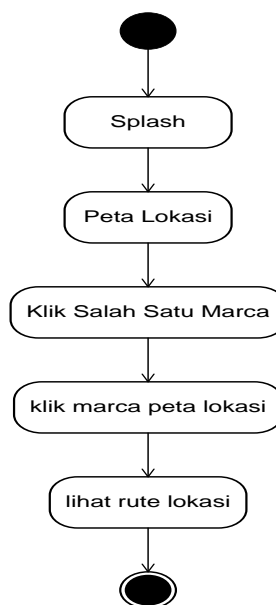 Splash
Peta Lokasi
Klik Salah Satu Marca
klik marca peta lokasi
lihat rute lokasi